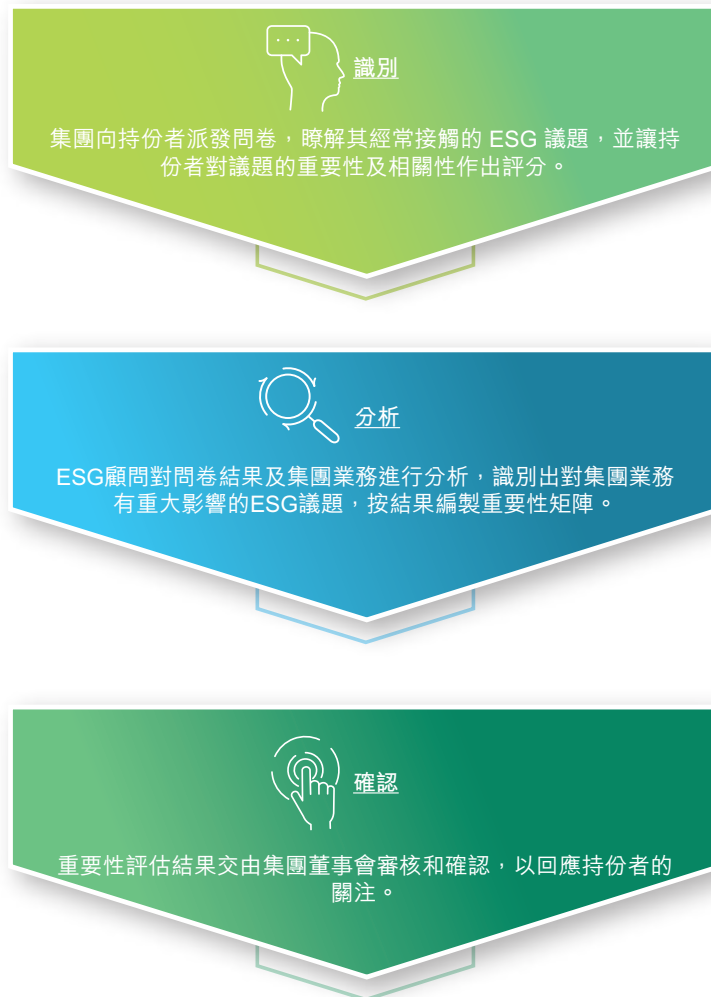 識別
集團向持份者派發問卷，瞭解其經常接觸的 ESG 議題，並讓持
份者對議題的重要性及相關性作出評分。
分析
ESG顧問對問卷結果及集團業務進行分析，識別出對集團業務
有重大影響的ESG議題，按結果編製重要性矩陣。
確認
重要性評估結果交由集團董事會審核和確認，以回應持份者的
關注。